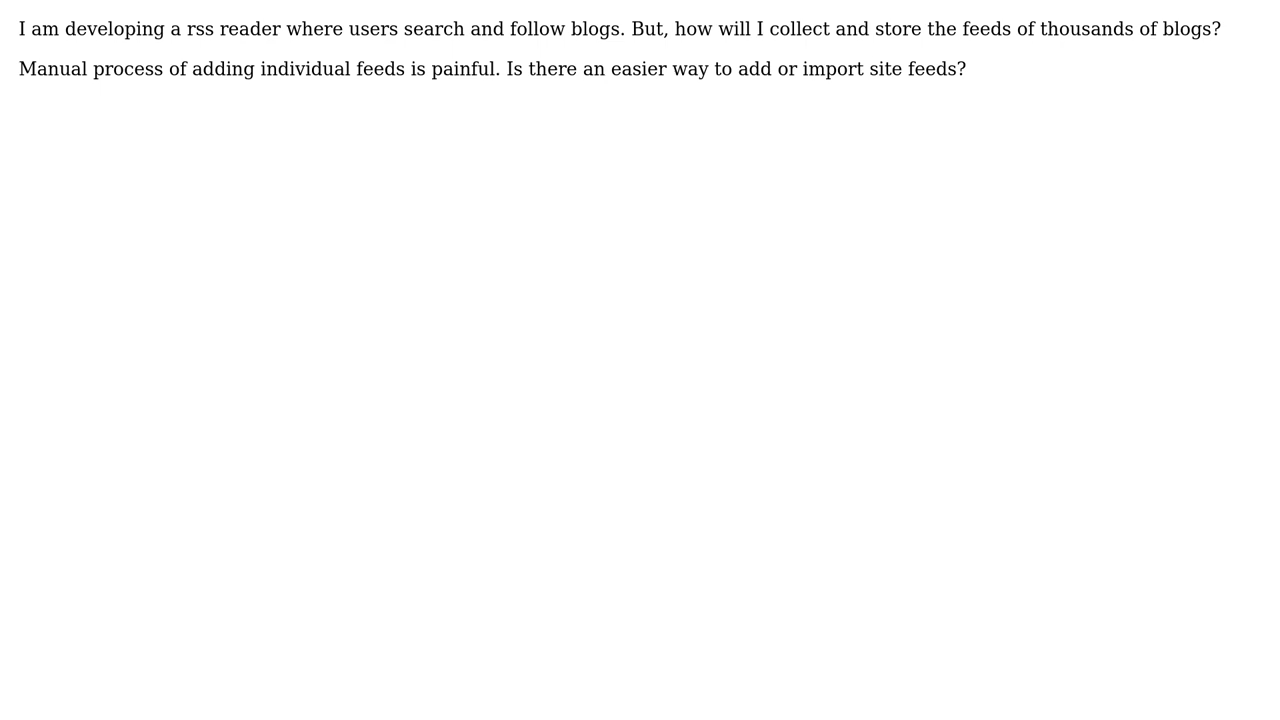 I am developing a rss reader where users search and follow blogs. But, how will I collect and store the feeds of thousands of blogs?
Manual process of adding individual feeds is painful. Is there an easier way to add or import site feeds?